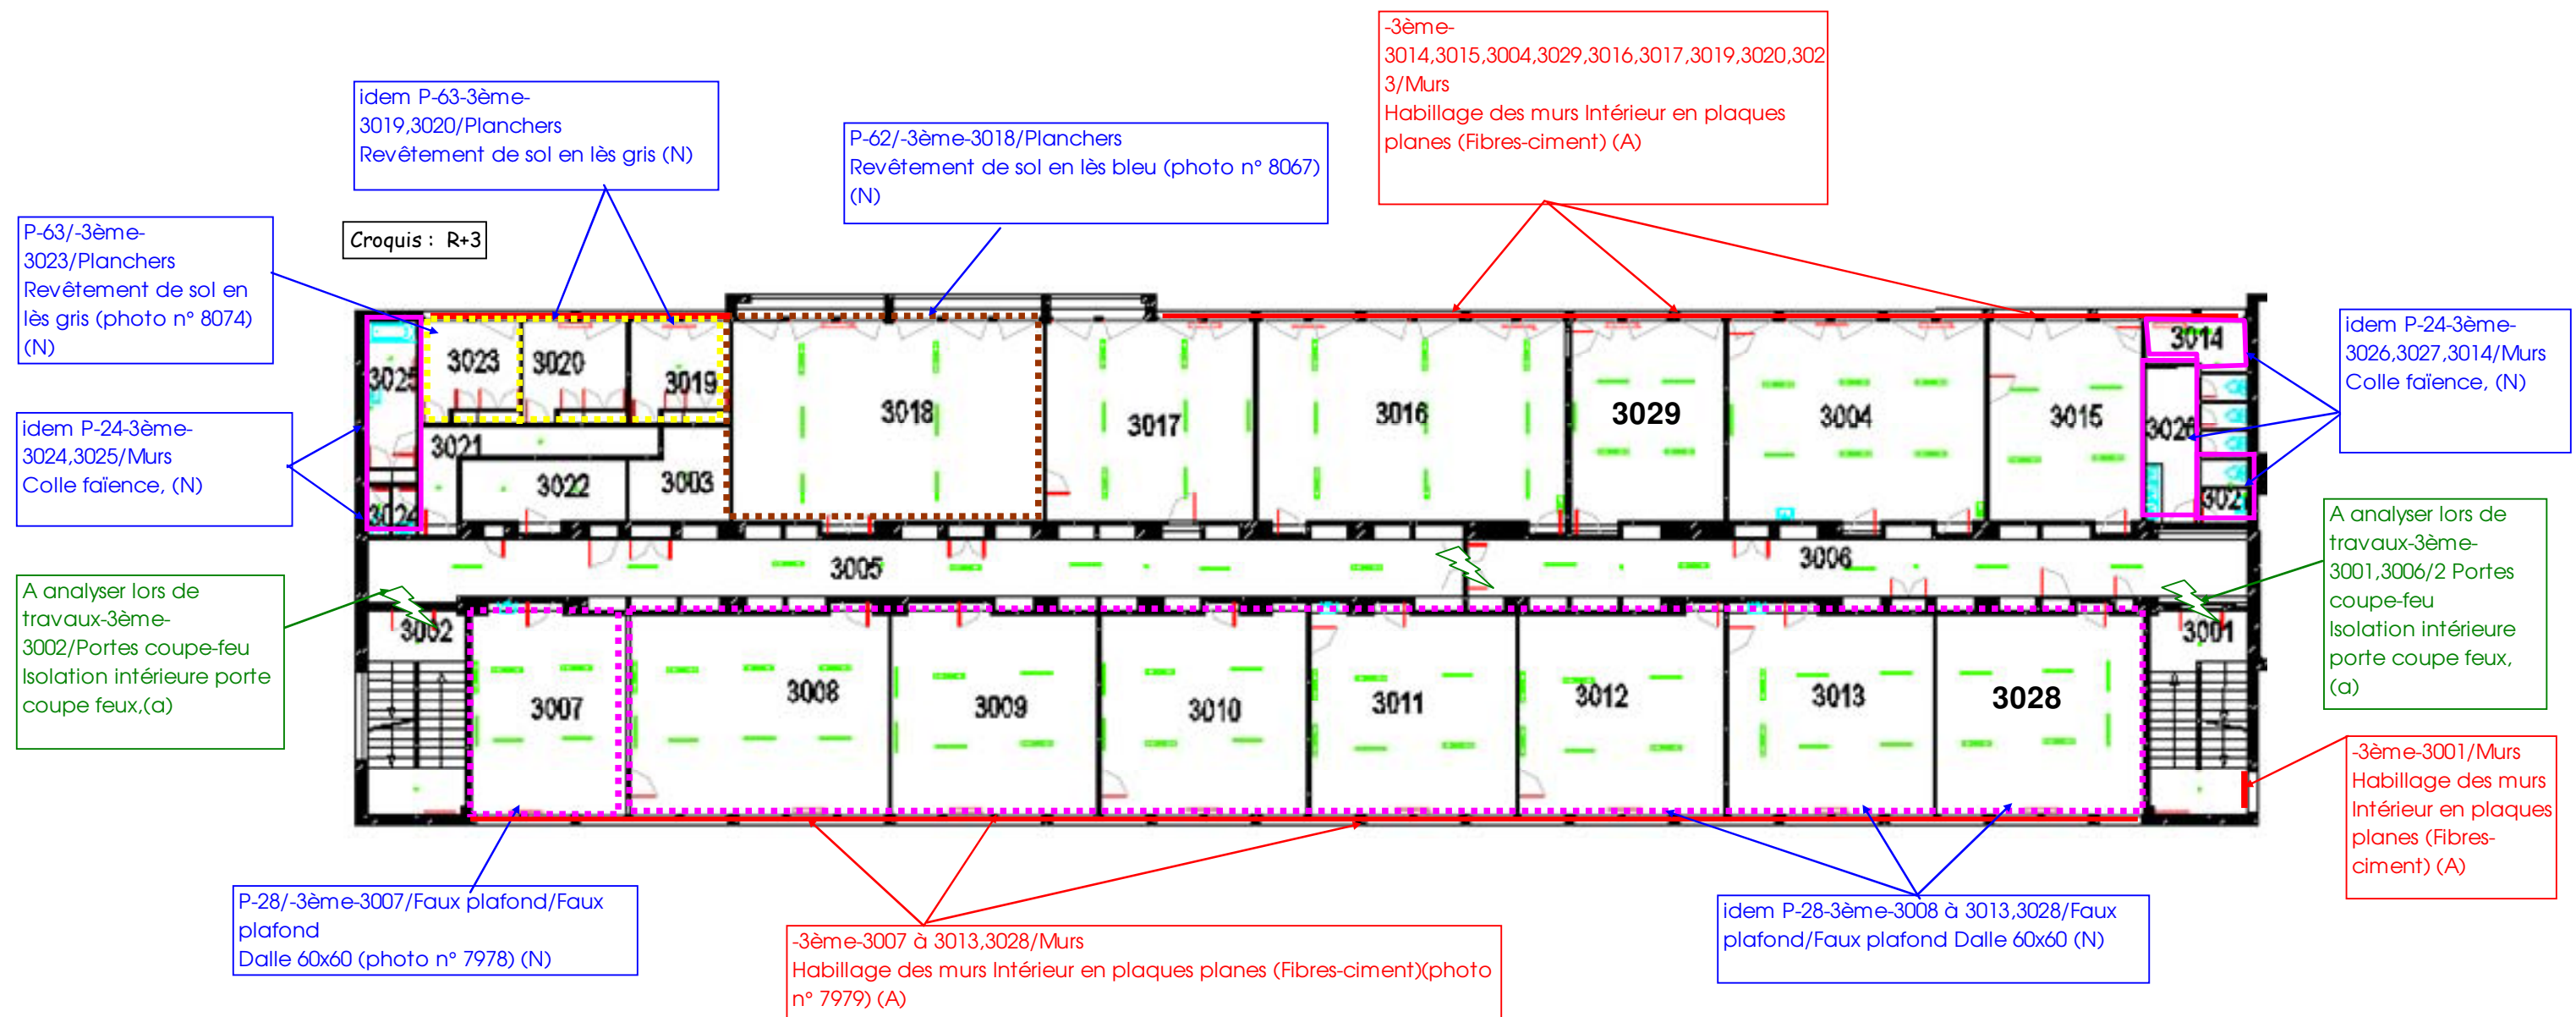 -3ème-
3014,3015,3004,3029,3016,3017,3019,3020,302
3/Murs
Habillage des murs Intérieur en plaques
planes (Fibres-ciment) (A)
idem P-63-3ème-
3019,3020/Planchers
Revêtement de sol en lès gris (N)
P-62/-3ème-3018/Planchers
Revêtement de sol en lès bleu (photo n° 8067)
(N)
P-63/-3ème-
3023/Planchers
Revêtement de sol en
lès gris (photo n° 8074)
(N)
Croquis : R+3
idem P-24-3ème-
3026,3027,3014/Murs
Colle faïence, (N)
idem P-24-3ème-
3024,3025/Murs
Colle faïence, (N)
3014
3023
3020
3019
3025
3018
3017
3016
3029
3004
3015
3026
3021
3022
3003
3024
302
A analyser lors de
travaux-3ème-
3001,3006/2 Portes
coupe-feu
Isolation intérieure
porte coupe feux,
(a)
3005
3006
A analyser lors de
travaux-3ème-
3002/Portes coupe-feu
Isolation intérieure porte
coupe feux,(a)
3002
3001
3007
3008
3009
3010
3011
3012
3013
3028
-3ème-3001/Murs
Habillage des murs
Intérieur en plaques
planes (Fibres-
ciment) (A)
P-28/-3ème-3007/Faux plafond/Faux
plafond
Dalle 60x60 (photo n° 7978) (N)
-3ème-3007 à 3013,3028/Murs
Habillage des murs Intérieur en plaques planes (Fibres-ciment)(photo
n° 7979) (A)
idem P-28-3ème-3008 à 3013,3028/Faux
plafond/Faux plafond Dalle 60x60 (N)